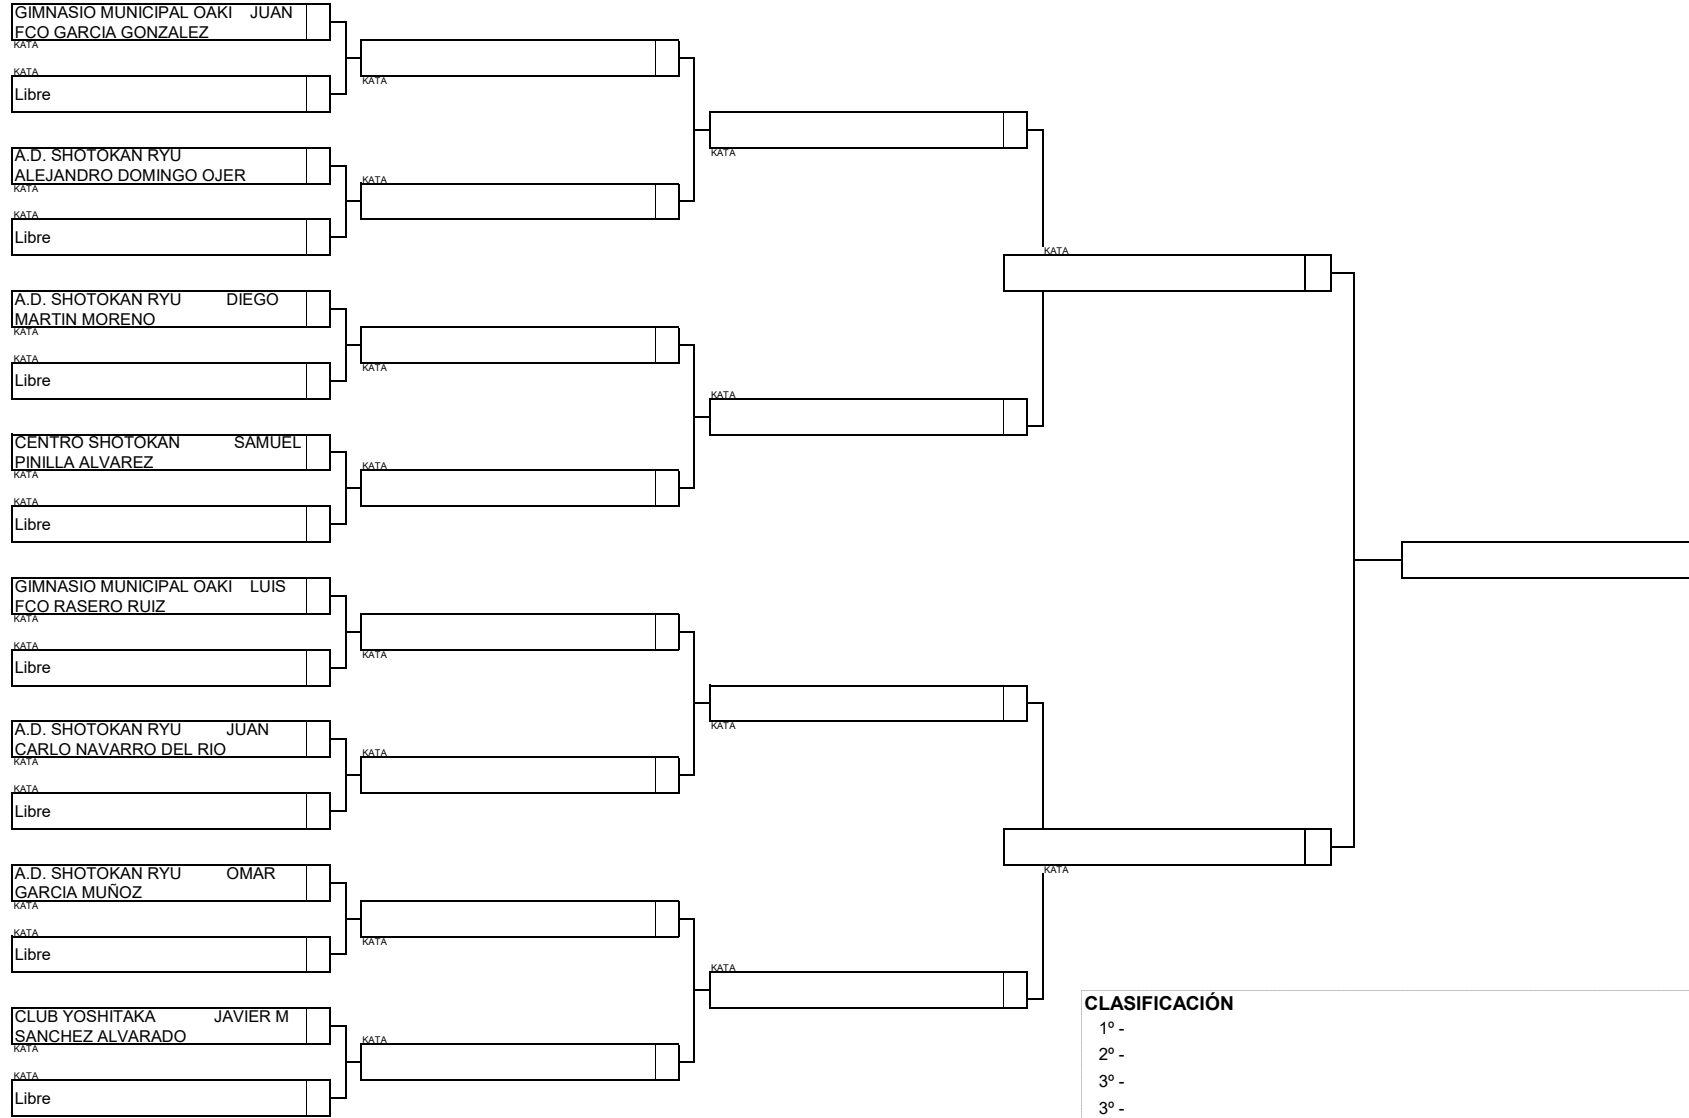 GIMNASIO MUNICIPAL OAKI JUAN
FCO GARCIA GONZALEZ
KATA
KATA
Libre
A.D. SHOTOKAN RYU
ALEJANDRO DOMINGO OJER
KATA
KATA
Libre
A.D. SHOTOKAN RYU DIEGO
MARTIN MORENO
KATA
KATA
Libre
CENTRO SHOTOKAN SAMUEL
PINILLA ALVAREZ
KATA
KATA
Libre
GIMNASIO MUNICIPAL OAKI LUIS
FCO RASERO RUIZ
KATA
KATA
Libre
A.D. SHOTOKAN RYU JUAN
CARLO NAVARRO DEL RIO
KATA
KATA
Libre
A.D. SHOTOKAN RYU OMAR
GARCIA MUÑOZ
KATA
KATA
Libre
CLUB YOSHITAKA JAVIER M
SANCHEZ ALVARADO
KATA
KATA
Libre
KATA
KATA
KATA
KATA
KATA
KATA
KATA
KATA
KATA
KATA
KATA
KATA
KATA
KATA
CLASIFICACIÓN
1º -
2º -
3º -
3º -